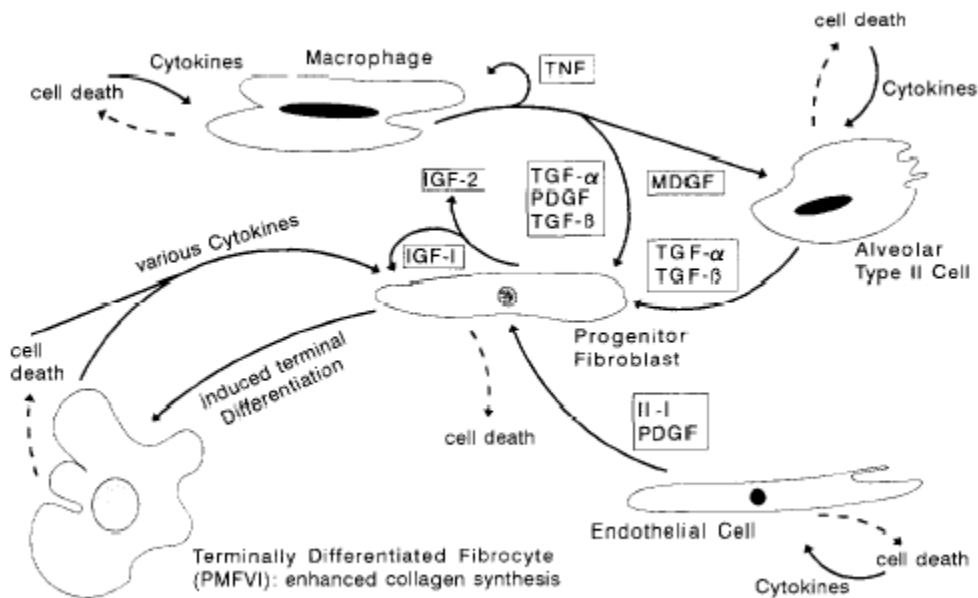 cell death
Macrophage
Cytokines
TNF
cell death
Cytokines
IGF-2
TGF-α
PDGF
TGF-ß
MDGF
various Cytokines
IGF-I
TGF-α
TGF-ß
Alveolar
Type II Cell
Progenitor
Fibroblast
cell
death
induced terminal
Differentiation
cell death
Il-I
PDGF
Endothelial Cell
cell death
Cytokines
Terminally Differentiated Fibrocyte
(PMFVI): enhanced collagen synthesis